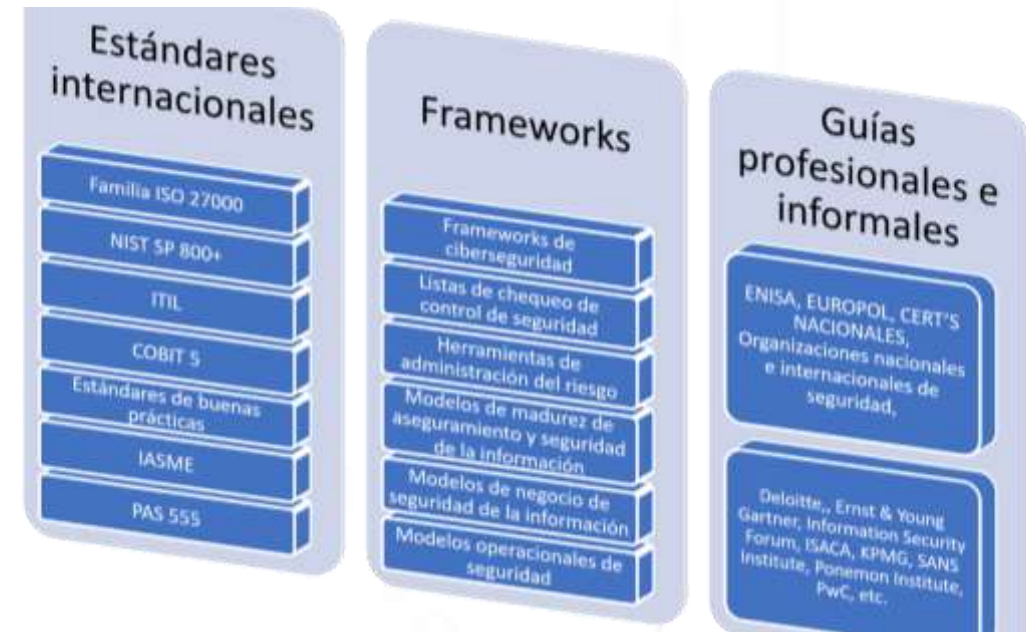 Estándares
internacionales
Familia ISO 27000
NIST SP 800+
ITIL
COBIT 5
Estándares de buenas
prácticas
IASME
PAS 555
Frameworks
Frameworks de
ciberseguridad
Listas de chequeo de
control de seguridad
Herramientas de
administración del riesgo
Modelos de madurez de
aseguramiento y seguridad
de la información
Modelos de negocio de
seguridad de la información
Modelos operacionales de
seguridad
Guías
profesionales e
informales
ENISA, EUROPOL, CERT'S
NACIONALES,
Organizaciones nacionales
e internacionales de
seguridad,
Deloitte,, Ernst & Young
Gartner, Information Security
Forum, ISACA, KPMG, SANS
Institute, Ponemon Institute,
PwC, etc.